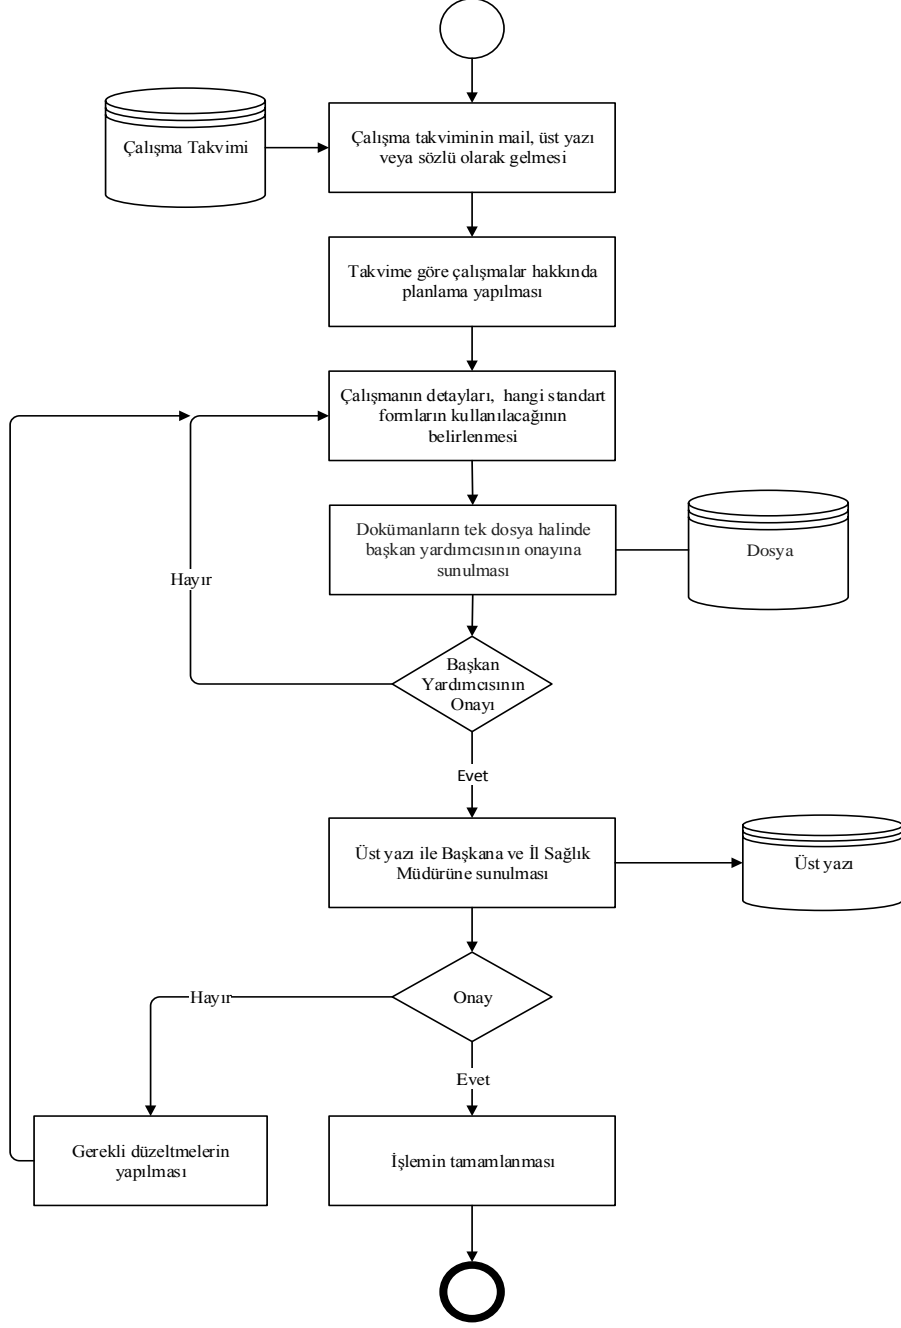 Çalışma Takvimi
Çalışma takviminin mail, üst yazı
veya sözlü olarak gelmesi
Takvime göre çalışmalar hakkında
planlama yapılması
Çalışmanın detayları, hangi standart
formların kullanılacağının
belirlenmesi
Dokümanların tek dosya halinde
başkan yardımcısının onayına
sunulması
Dosya
Hayır
Başkan
Yardımcısının
Onayı
Evet
Üst yazı ile Başkana ve İl Sağlık
Müdürüne sunulması
Üst yazı
Hayır
Onay
Evet
Gerekli düzeltmelerin
yapılması
İşlemin tamamlanması